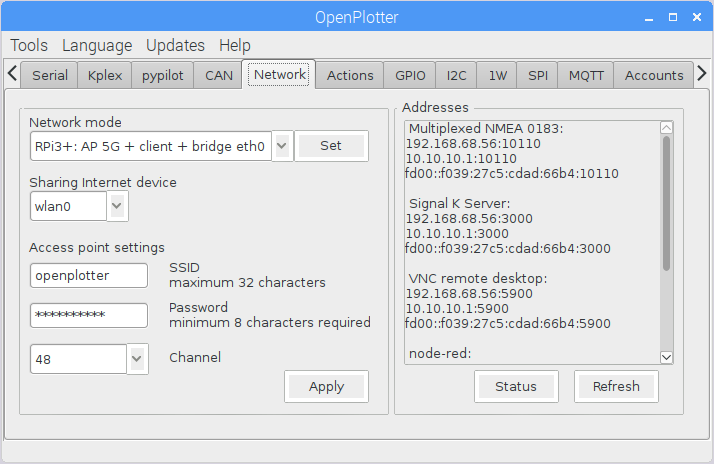 OpenPlotter
Tools Language Updates Help
Serial Kplex pypilot CAN Network Actions GPIO I2C 1W SPI MQTT Accounts
Network mode
RPi3+: AP 5G + client + bridge eth0
Set
Sharing Internet device
wlan0
Access point settings
openplotter
SSID
maximum 32 characters
**********
Password
minimum 8 characters required
48
Channel
Apply
Addresses
Multiplexed NMEA 0183:
192.168.68.56:10110
10.10.10.1:10110
fd00::f039:27c5:cdad:66b4:10110
Signal K Server:
192.168.68.56:3000
10.10.10.1:3000
fd00::f039:27c5:cdad:66b4:3000
VNC remote desktop:
192.168.68.56:5900
10.10.10.1:5900
fd00::f039:27c5:cdad:66b4:5900
node-red:
Status
Refresh